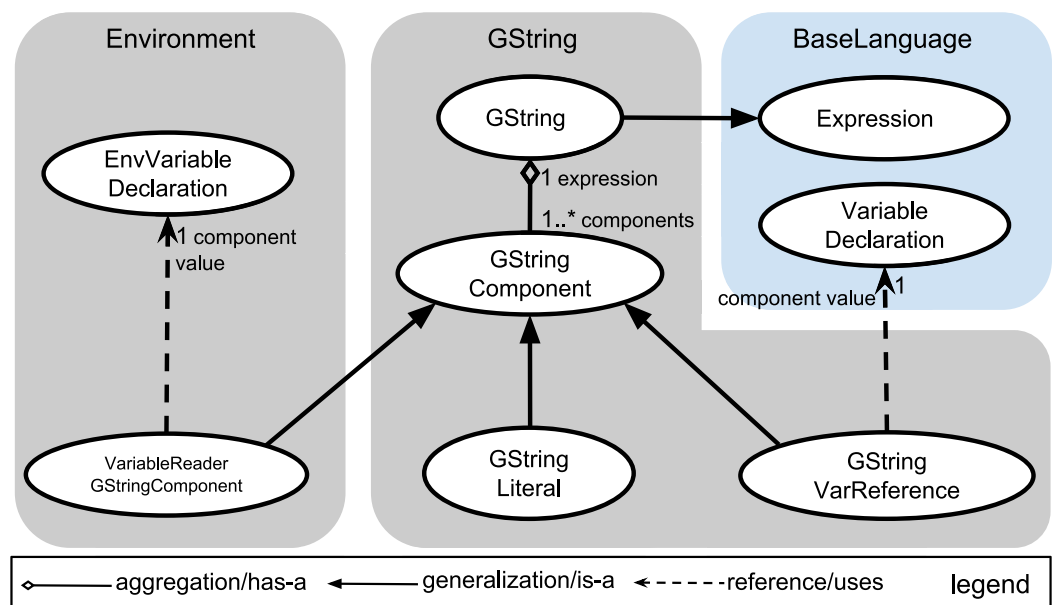 Environment
GString
BaseLanguage
GString
Expression
EnvVariable
Declaration
1 expression
1..* components
Variable
Declaration
1 component
value
GString
Component
1
component value
VariableReader
GStringComponent
GString
Literal
GString
VarReference
aggregation/has-a
generalization/is-a
reference/uses
legend